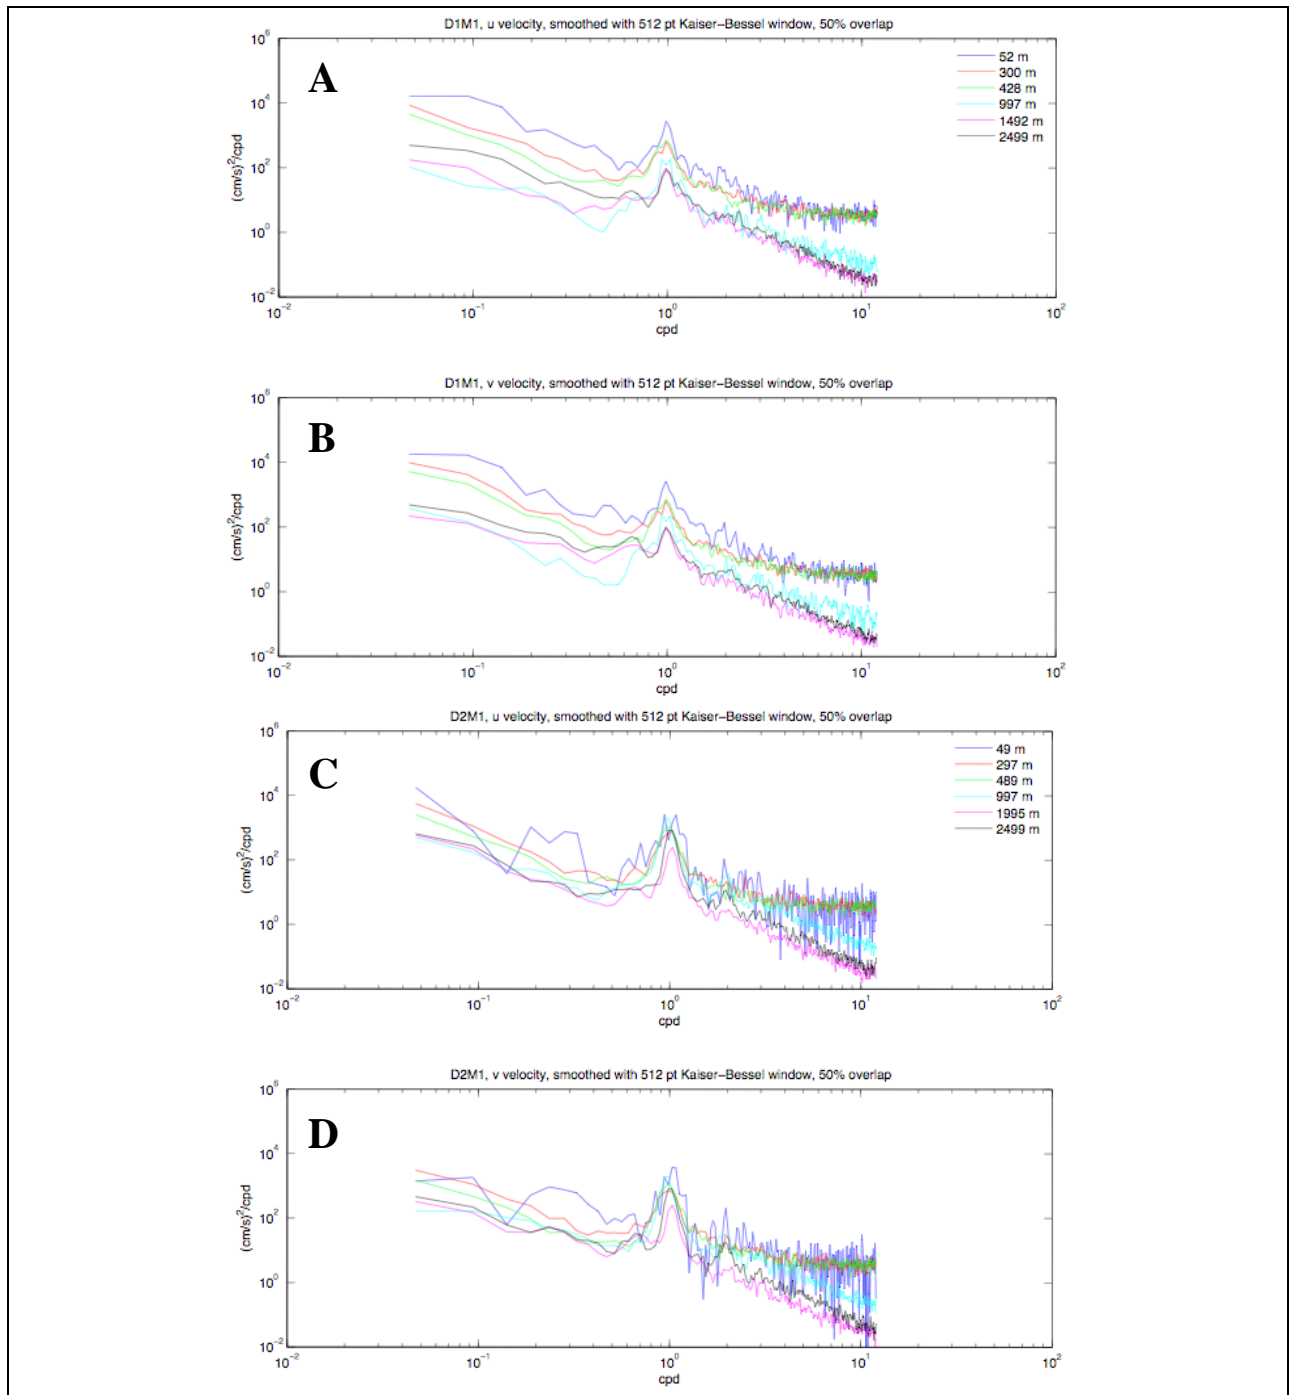 D1M1, u velocity, smoothed with 512 pt Kaiser−Bessel window, 50% overlap
A
10^6
10^4
10^2
10^0
10^−2
(cm/s)^2/cpd
52 m
300 m
428 m
997 m
1492 m
2499 m
10^−2 10^−1 10^0 10^1 10^2
cpd
D1M1, v velocity, smoothed with 512 pt Kaiser−Bessel window, 50% overlap
B
10^6
10^4
10^2
10^0
10^−2
(cm/s)^2/cpd
10^−2 10^−1 10^0 10^1 10^2
cpd
D2M1, u velocity, smoothed with 512 pt Kaiser−Bessel window, 50% overlap
C
10^6
10^4
10^2
10^0
10^−2
(cm/s)^2/cpd
49 m
297 m
489 m
997 m
1995 m
2499 m
10^−2 10^−1 10^0 10^1 10^2
cpd
D2M1, v velocity, smoothed with 512 pt Kaiser−Bessel window, 50% overlap
D
10^6
10^4
10^2
10^0
10^−2
(cm/s)^2/cpd
10^−2 10^−1 10^0 10^1 10^2
cpd